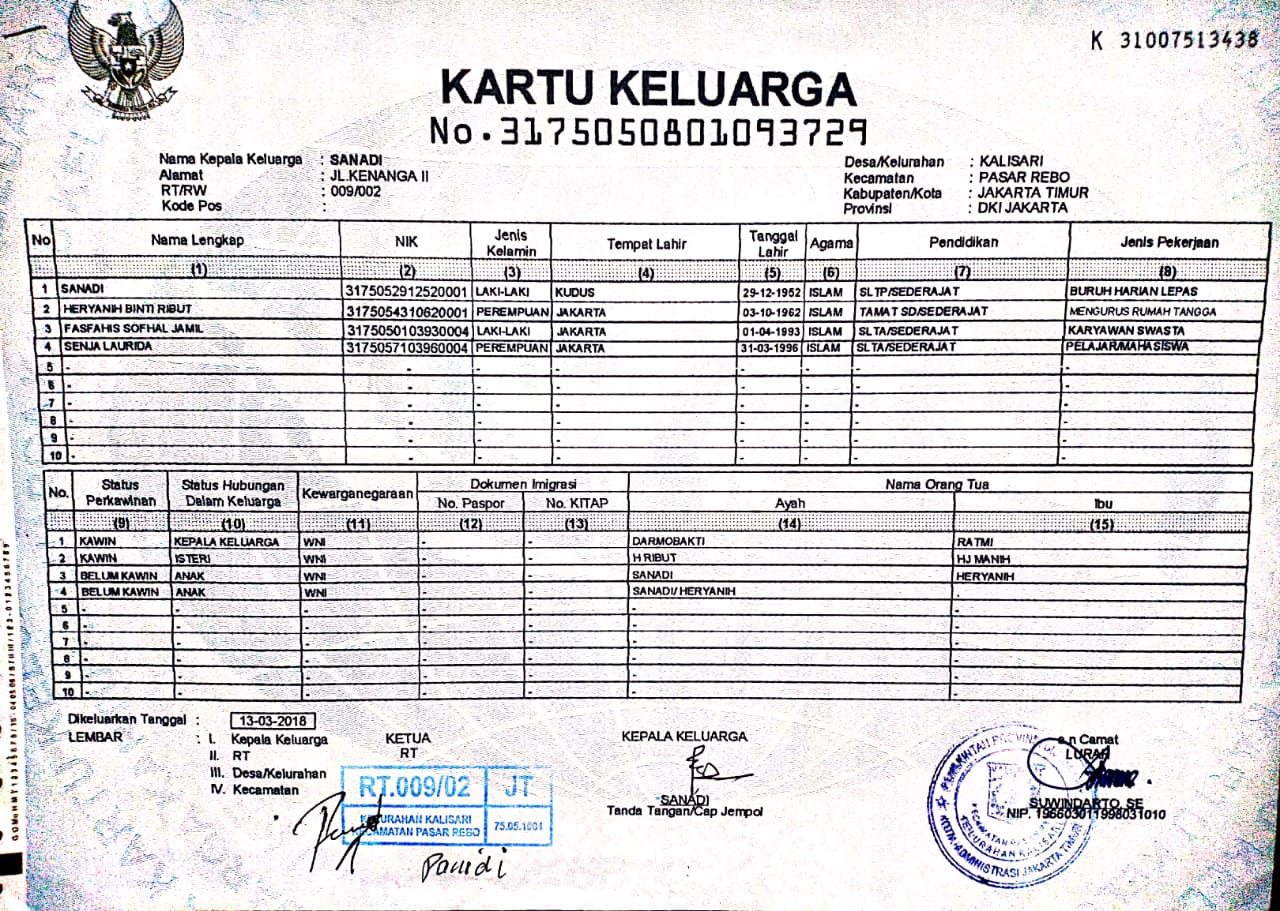 K 31007513438
KARTU KELUARGA
No.3175050801093729
Nama Kepala Keluarga : SANADI
Alamat : JL.KENANGA II
RT/RW : 009/002
Kode Pos :
Desa/Kelurahan : KALISARI
Kecamatan : PASAR REBO
Kabupaten/Kota : JAKARTA TIMUR
Provinsi : DKI JAKARTA
No Nama Lengkap NIK Jenis Kelamin Tempat Lahir Tanggal Lahir Agama Pendidikan Jenis Pekerjaan
(1) (2) (3) (4) (5) (6) (7) (8)
1 SANADI 3175052912520001 LAKI-LAKI KUDUS 29-12-1952 ISLAM SLTP/SEDERAJAT BURUH HARIAN LEPAS
2 HERYANIH BINTI RIBUT 3175054310620001 PEREMPUAN JAKARTA 03-10-1962 ISLAM TAMAT SD/SEDERAJAT MENGURUS RUMAH TANGGA
3 FASFAHIS SOFHAL JAMIL 3175050103930004 LAKI-LAKI JAKARTA 01-04-1993 ISLAM SLTA/SEDERAJAT KARYAWAN SWASTA
4 SENJA LAURIDA 3175057103960004 PEREMPUAN JAKARTA 31-03-1996 ISLAM SLTA/SEDERAJAT PELAJAR/MAHASISWA
5 - - - - - - - -
6 - - - - - - - -
7 - - - - - - - -
8 - - - - - - - -
9 - - - - - - - -
10 - - - - - - - -
No. Status Perkawinan Status Hubungan Dalam Keluarga Kewarganegaraan Dokumen Imigrasi Nama Orang Tua
No. Paspor No. KITAP Ayah Ibu
(9) (10) (11) (12) (13) (14) (15)
1 KAWIN KEPALA KELUARGA WNI - - DARMOBAKTI RATMI
2 KAWIN ISTERI WNI - - H RIBUT HJ MANIH
3 BELUM KAWIN ANAK WNI - - SANADI HERYANIH
4 BELUM KAWIN ANAK WNI - - SANADI/HERYANIH -
5 - - - - - - -
6 - - - - - - -
7 - - - - - - -
8 - - - - - - -
9 - - - - - - -
10 - - - - - - -
Dikeluarkan Tanggal : 13-03-2018
LEMBAR : I. Kepala Keluarga
II. RT
III. Desa/Kelurahan
IV. Kecamatan
KETUA
RT
RT.009/02 JT
KELURAHAN KALISARI
KECAMATAN PASAR REBO 75.05.1004
Panidi
KEPALA KELUARGA
SANADI
Tanda Tangan/Cap Jempol
a.n Camat
LURAH
SUWINDARTO, SE
NIP. 196603011998031010
KELURAHAN KALISARI
KOTA ADMINISTRASI JAKARTA TIMUR